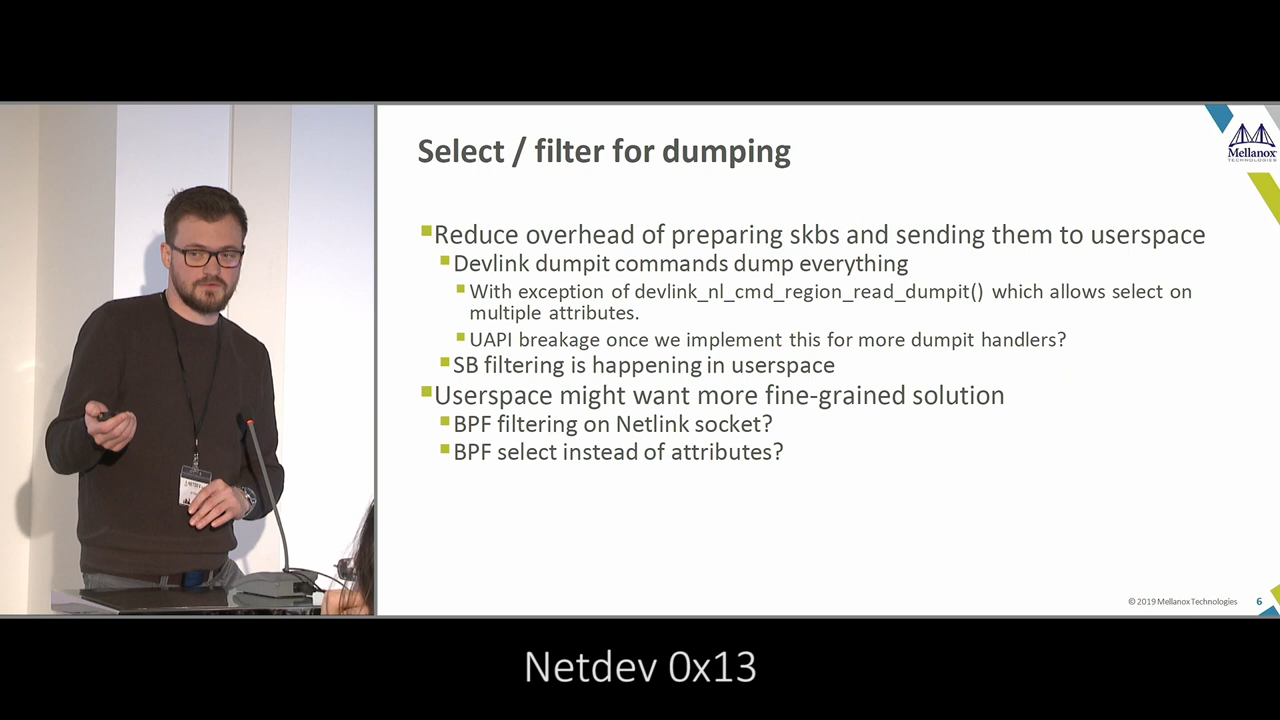 Select / filter for dumping
Mellanox
TECHNOLOGIES
Reduce overhead of preparing skbs and sending them to userspace
Devlink dumpit commands dump everything
With exception of devlink_nl_cmd_region_read_dumpit() which allows select on
multiple attributes.
UAPI breakage once we implement this for more dumpit handlers?
SB filtering is happening in userspace
Userspace might want more fine-grained solution
BPF filtering on Netlink socket?
BPF select instead of attributes?
© 2019 Mellanox Technologies 6
Netdev 0x13